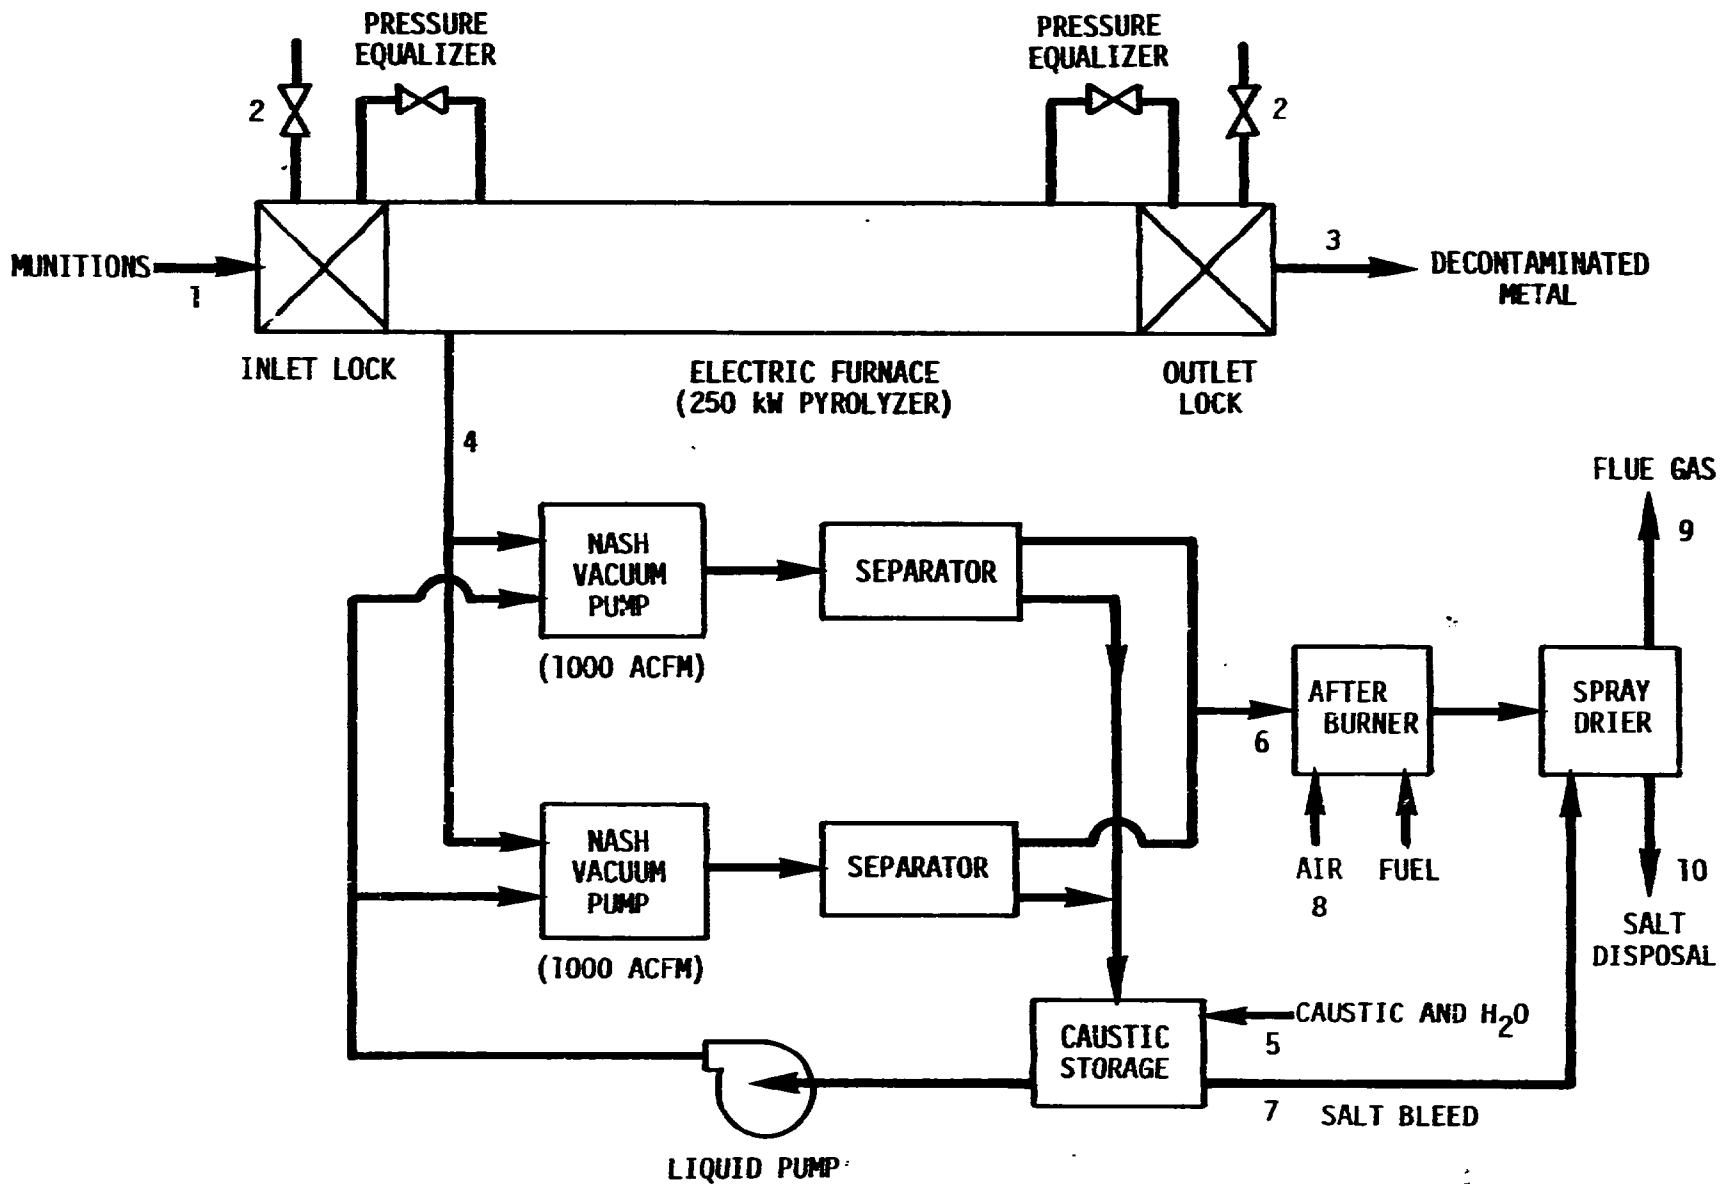 PRESSURE
EQUALIZER
PRESSURE
EQUALIZER
2
2
MUNITIONS
1
3
DECONTAMINATED
METAL
INLET LOCK
ELECTRIC FURNACE
(250 kW PYROLYZER)
OUTLET
LOCK
4
FLUE GAS
9
NASH
VACUUM
PUMP
SEPARATOR
(1000 ACFM)
AFTER
BURNER
SPRAY
DRIER
6
NASH
VACUUM
PUMP
SEPARATOR
(1000 ACFM)
AIR
8
FUEL
10
SALT
DISPOSAL
CAUSTIC
STORAGE
CAUSTIC AND H2O
5
7
SALT BLEED
LIQUID PUMP